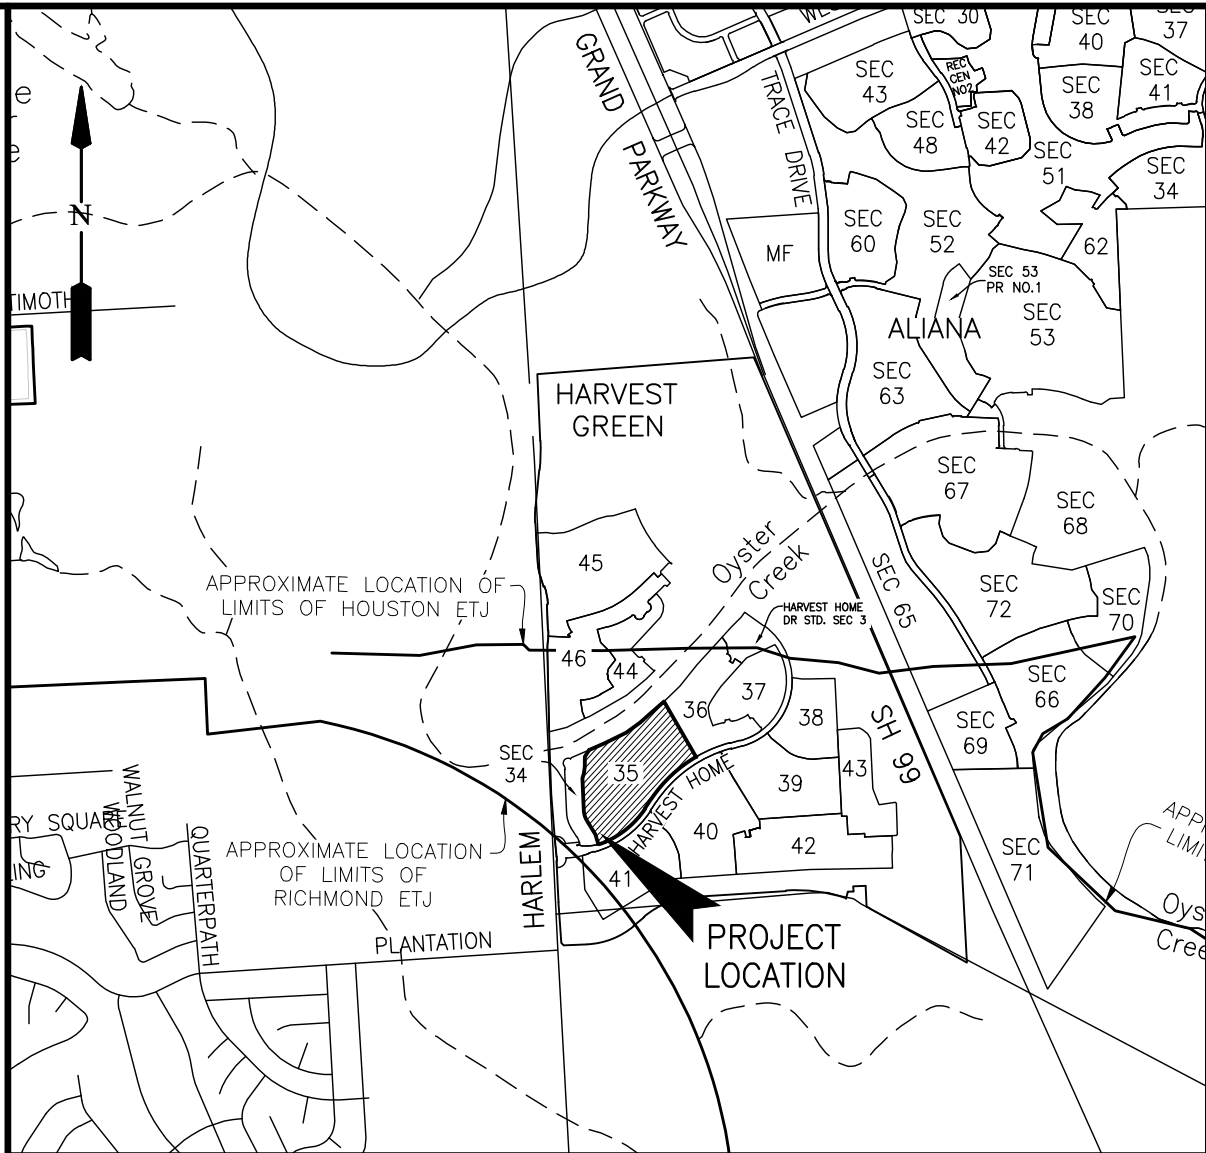 GRAND PARKWAY
TRACE DRIVE
SEC 30
SEC
43
REC
CEN
NO2
SEC
40
37
SEC
38
SEC
41
SEC
48
SEC
42
SEC
51
SEC
34
e
e
N
TIMOTH
MF
SEC
60
SEC
52
62
SEC 53
PR NO.1
SEC
53
ALIANA
SEC
63
HARVEST
GREEN
SEC
67
SEC
68
45
Oyster
Creek
SEC 65
SEC
72
SEC
70
APPROXIMATE LOCATION OF
LIMITS OF HOUSTON ETJ
HARVEST HOME
DR STD. SEC 3
46
44
37
36
38
SEC
66
SEC
69
SH 99
SEC
34
35
39
43
HARVEST HOME
40
42
41
SEC
71
RY SQUARE
ING
WALNUT GROVE
WOODLAND
QUARTERPATH
APPROXIMATE LOCATION
OF LIMITS OF
RICHMOND ETJ
HARLEM
PLANTATION
PROJECT
LOCATION
Oys
Cree